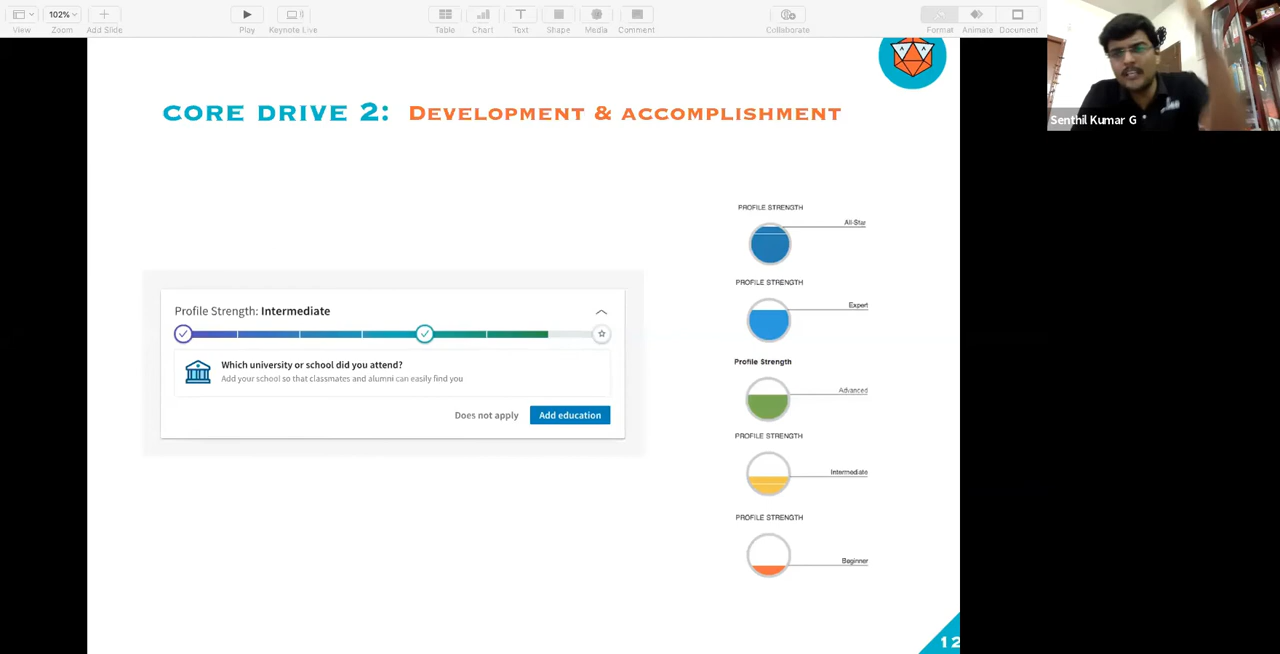 View
102%
Zoom
Add Slide
Play
Keynote Live
Table
Chart
Text
Shape
Media
Comment
Collaborate
Format
Animate
Document
Senthil Kumar G
CORE DRIVE 2: DEVELOPMENT & ACCOMPLISHMENT
Profile Strength: Intermediate
Which university or school did you attend?
Add your school so that classmates and alumni can easily find you
Does not apply
Add education
PROFILE STRENGTH
All-Star
PROFILE STRENGTH
Expert
Profile Strength
Advanced
PROFILE STRENGTH
Intermediate
PROFILE STRENGTH
Beginner
12